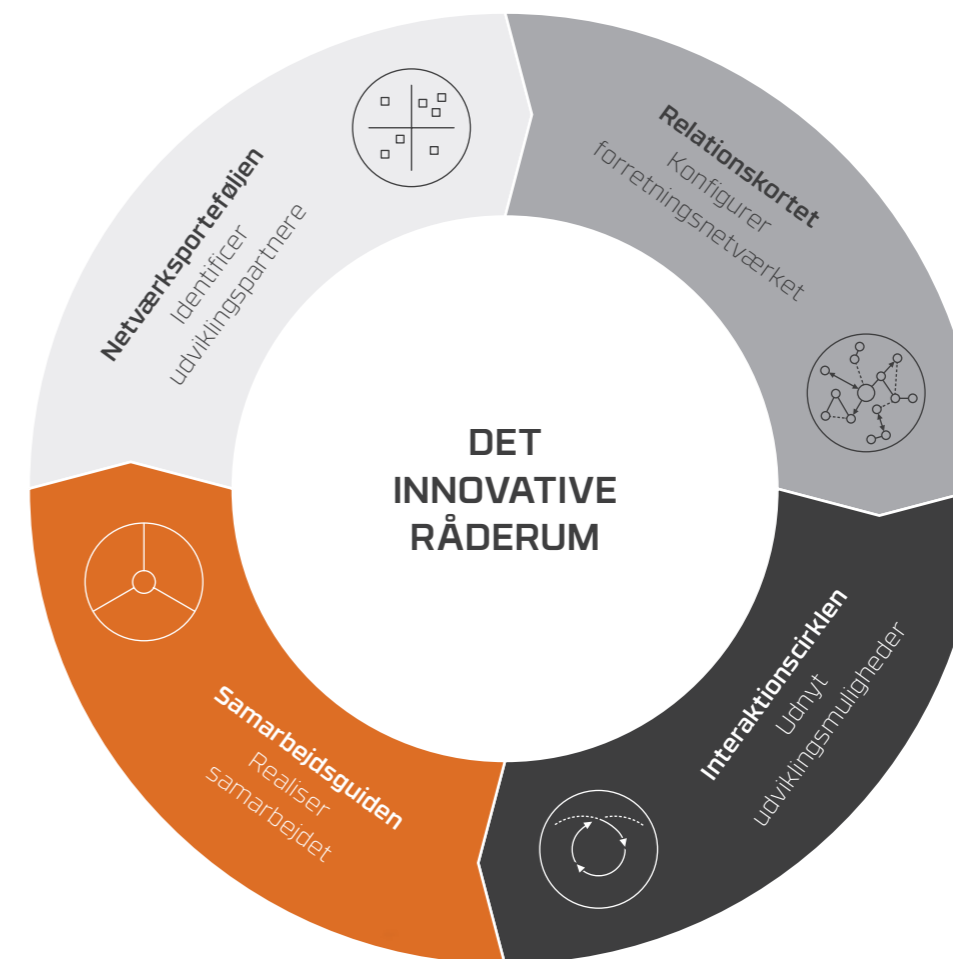 Netværksporteføljen
Identificer
udviklingspartnere
Relationskortet
Konfigurer
forretningsnetværket
DET
INNOVATIVE
RÅDERUM
Interaktionscirklen
Udnyt
udviklingsmuligheder
Samarbejdsguiden
Realiser
samarbejdet